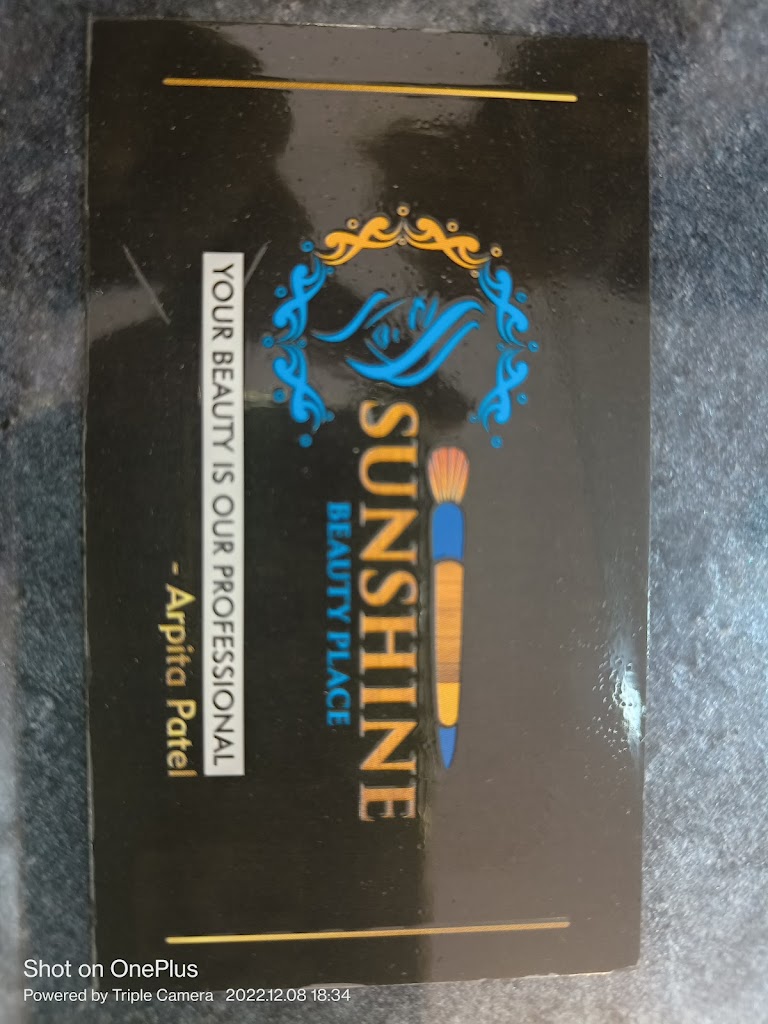 SUNSHINE
BEAUTY PLACE
YOUR BEAUTY IS OUR PROFESSIONAL
- Arpita Patel
Shot on OnePlus
Powered by Triple Camera 2022.12.08 18:34